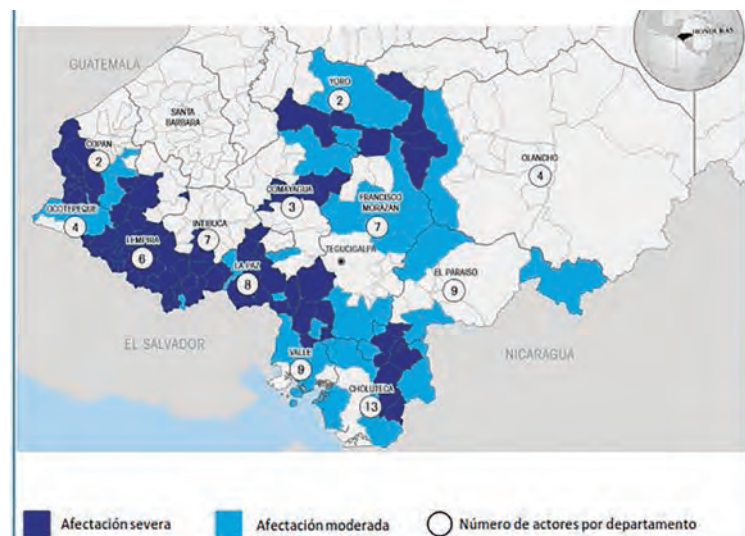 HONDURAS
GUATEMALA
YORO
2
SANTA
BARBARA
COPAN
2
OLANCHO
4
OCOTEPEQUE
4
COMAYAGUA
3
FRANCISCO
MORAZAN
7
INTIBUCA
7
LEMPIRA
6
TEGUCIGALPA
LA PAZ
8
EL PARAISO
9
EL SALVADOR
NICARAGUA
VALLE
9
CHOLUTECA
13
Afectación severa
Afectación moderada
Número de actores por departamento